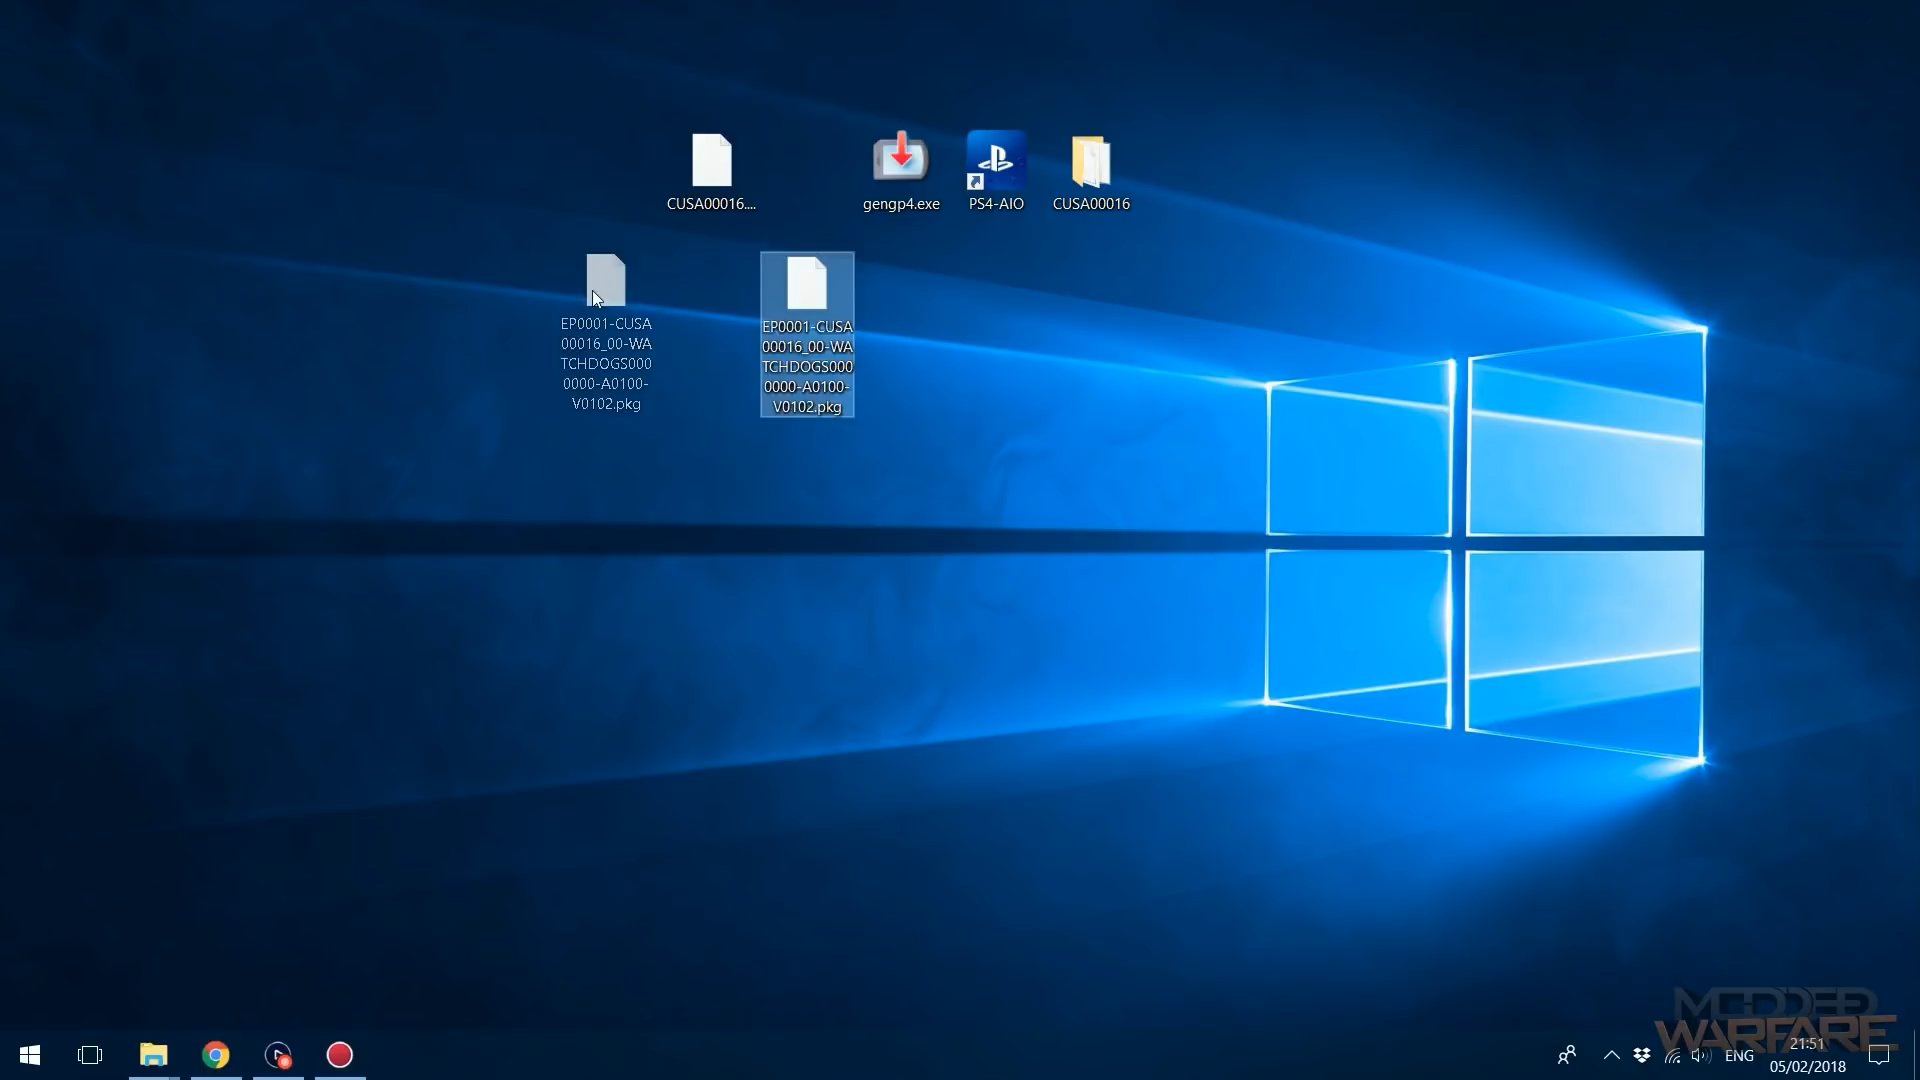 CUSA00016....
gengp4.exe
PS4-AIO
CUSA00016
EP0001-CUSA
00016_00-WA
TCHDOGS000
0000-A0100-
V0102.pkg
EP0001-CUSA
00016_00-WA
TCHDOGS000
0000-A0100-
V0102.pkg
MODDED
WARFARE
ENG
21:51
05/02/2018